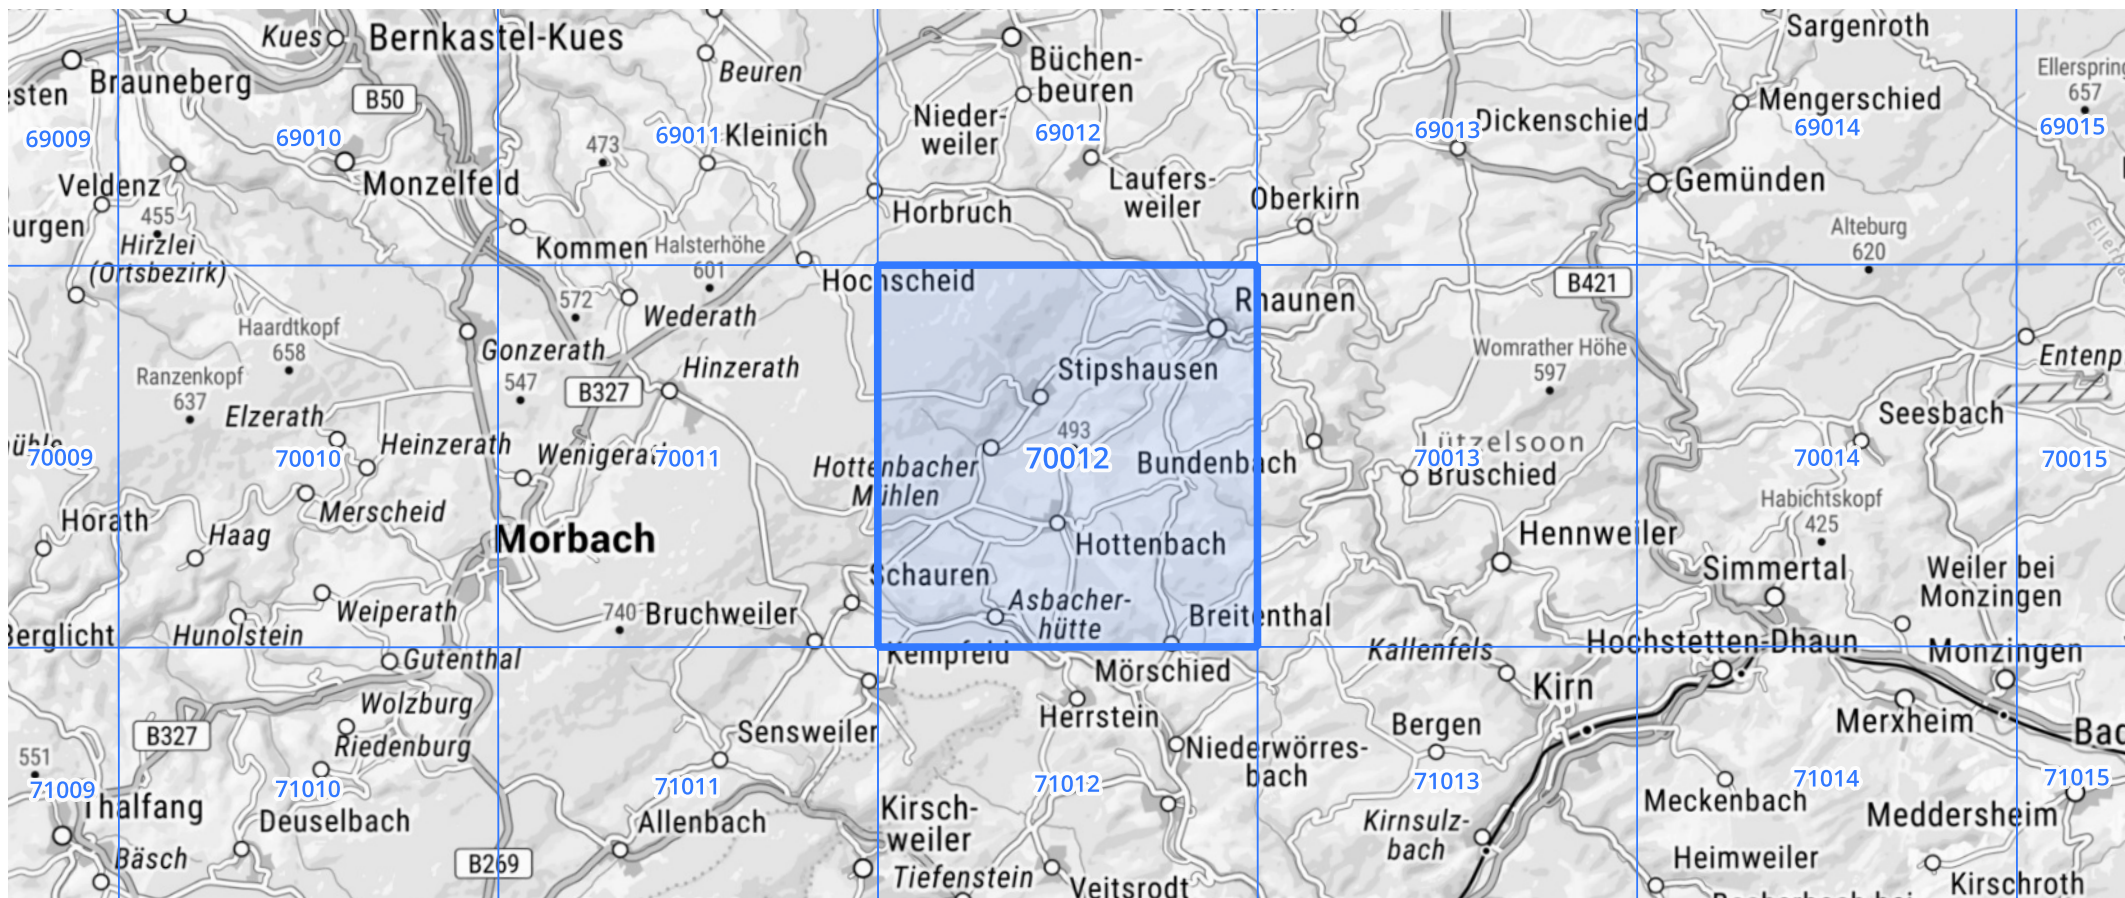 Kues
Bernkastel-Kues
Brauneberg
esten
B50
Beuren
Büchen-
beuren
Sargenroth
Ellerspring
657
Mengerschied
69009
69010
69011
Kleinich
Nieder-
weiler
69012
69013
Dickenschied
69014
69015
473
Veldenz
455
Monzelfeld
Laufers-
weiler
Gemünden
urgen
Hirzlei
(Ortsbezirk)
Kommen
Halsterhöhe
601
Horbruch
Oberkirn
Alteburg
620
Hochscheid
B421
572
Wederath
Rhaunen
Haardtkopf
658
Gonzerath
Womrather Höhe
597
Entenp
Ranzenkopf
637
547
B327
Hinzerath
Stipshausen
Elzerath
Heinzerath
Wenigerath
493
Seesbach
70009
70010
70011
Hottenbacher
Mühlen
70012
Bundenbach
Lützelsoon
70013
Bruschied
70014
70015
Habichtskopf
425
Merscheid
Horath
Haag
Morbach
Hottenbach
Hennweiler
Schauren
Simmertal
Weiler bei
Monzingen
Weiperath
740
Bruchweiler
Asbacher-
hütte
Breitenthal
Berglicht
Hunolstein
Gutenthal
Kempfeld
Mörschied
Kallenfels
Hochstetten-Dhaun
Monzingen
Wolzburg
Herrstein
Kirn
B327
Riedenburg
Sensweiler
Niederwörres-
bach
Bergen
Merxheim
Bad
551
71009
71010
71011
71012
71013
71014
71015
Thalfang
Deuselbach
Allenbach
Kirsch-
weiler
Kirnsulz-
bach
Meckenbach
Meddersheim
Bäsch
B269
Tiefenstein
Veitsrodt
Heimweiler
Kirschroth